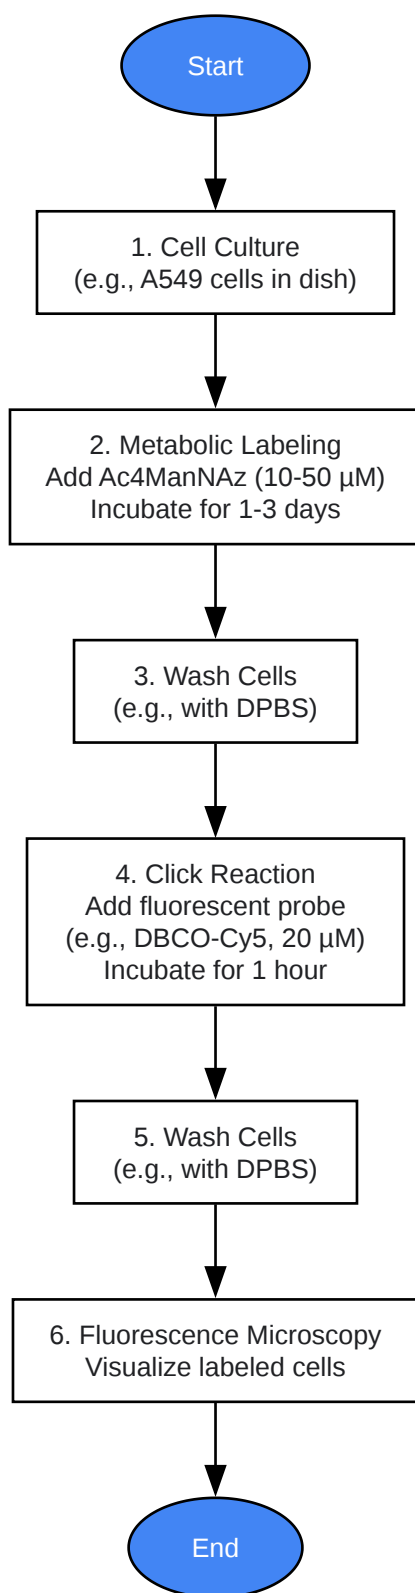 Start
1. Cell Culture
(e.g., A549 cells in dish)
2. Metabolic Labeling
Add Ac4ManNAz (10-50 µM)
Incubate for 1-3 days
3. Wash Cells
(e.g., with DPBS)
4. Click Reaction
Add fluorescent probe
(e.g., DBCO-Cy5, 20 µM)
Incubate for 1 hour
5. Wash Cells
(e.g., with DPBS)
6. Fluorescence Microscopy
Visualize labeled cells
End